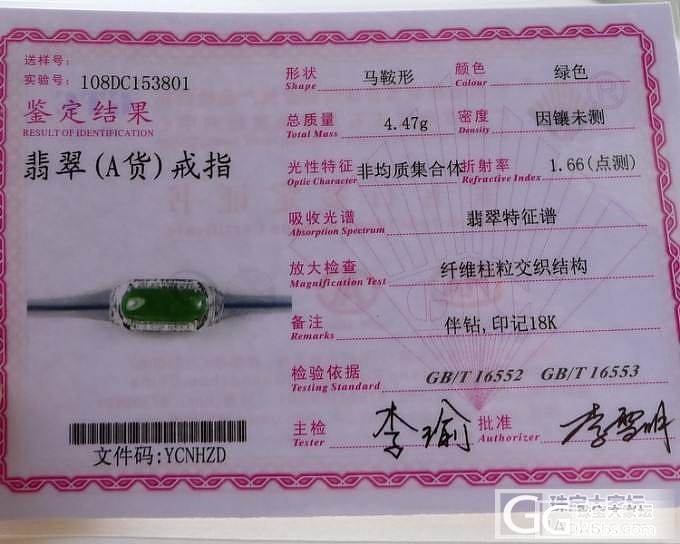 送样号:
实验号: 108DC153801
鉴定结果
RESULT OF IDENTIFICATION
翡翠(A货)戒指
文件码:YCNHZD
形状 马鞍形 颜色 绿色
Shape Colour
总质量 4.47g 密度 因镶未测
Total Mass Density
光性特征 非均质集合体 折射率 1.66(点测)
Optic Character Refractive Index
吸收光谱 翡翠特征谱
Absorption Spectrum
放大检查 纤维柱粒交织结构
Magnification Test
备注 伴钻,印记18K
Remarks
检验依据 GB/T 16552 GB/T 16553
Testing Standard
主检 李瑜 批准
Tester Authorizer